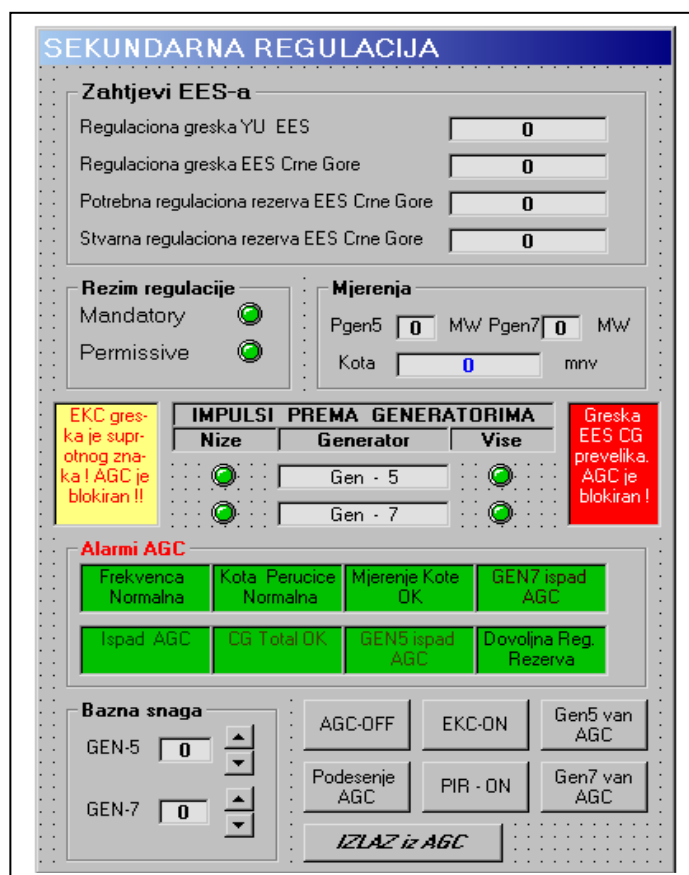 SEKUNDARNA REGULACIJA
Zahtjevi EES-a
Regulaciona greska YU EES 0
Regulaciona greska EES Crne Gore 0
Potrebna regulaciona rezerva EES Crne Gore 0
Stvarna regulaciona rezerva EES Crne Gore 0
Rezim regulacije
Mandatory
Permissive
Mjerenja
Pgen5 0 MW Pgen7 0 MW
Kota 0 mnv
EKC gres-
ka je supr-
otnog zna-
ka ! AGC je
blokiran !!
IMPULSI PREMA GENERATORIMA
Nize Generator Vise
Gen - 5
Gen - 7
Greska
EES CG
prevelika.
AGC je
blokiran !
Alarmi AGC
Frekvenca
Normalna
Kota Perucice
Normalna
Mjerenje Kote
OK
GEN7 ispad
AGC
Ispad AGC
CG Total OK
GEN5 ispad
AGC
Dovoljna Reg.
Rezerva
Bazna snaga
GEN-5 0
GEN-7 0
AGC-OFF
EKC-ON
Gen5 van
AGC
Podesenje
AGC
PIR - ON
Gen7 van
AGC
IZLAZ iz AGC